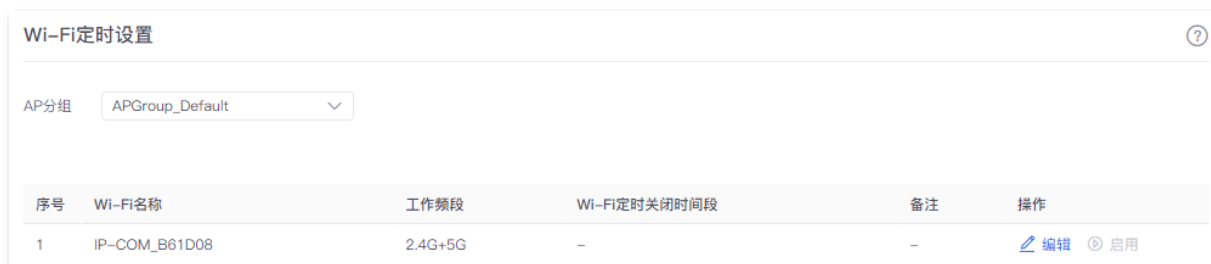 Wi-Fi定时设置
AP分组 APGroup_Default
序号 Wi-Fi名称 工作频段 Wi-Fi定时关闭时间段 备注 操作
1 IP-COM_B61D08 2.4G+5G - - 编辑 启用